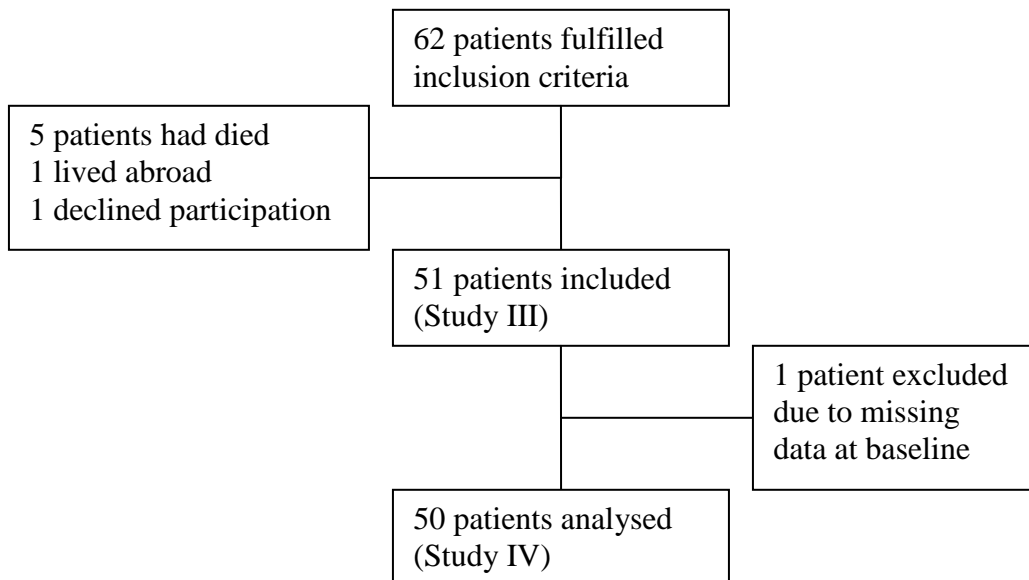 62 patients fulfilled
inclusion criteria
5 patients had died
1 lived abroad
1 declined participation
51 patients included
(Study III)
1 patient excluded
due to missing
data at baseline
50 patients analysed
(Study IV)